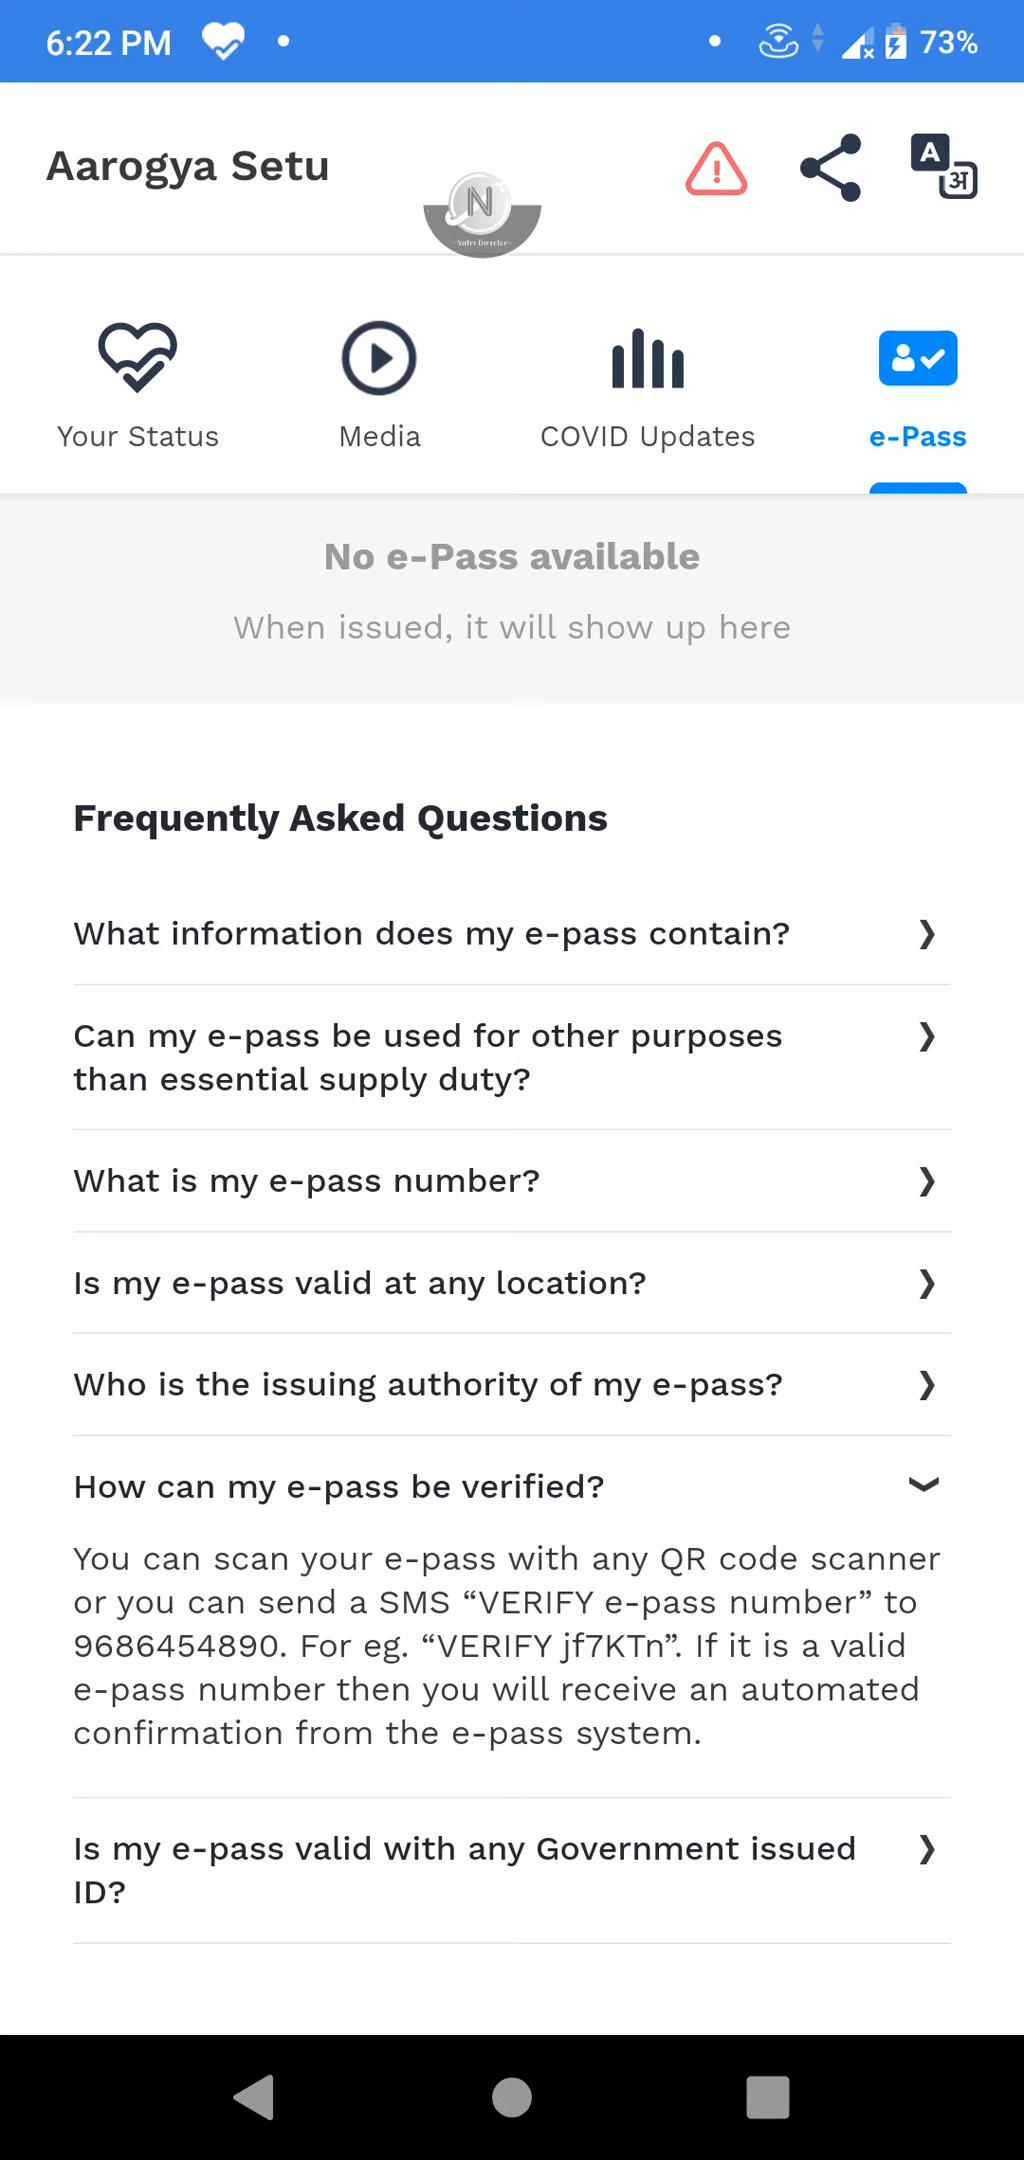 6:22 PM
73%
Aarogya Setu
A
अ
N
Your Status
Media
COVID Updates
e-Pass
No e-Pass available
When issued, it will show up here
Frequently Asked Questions
What information does my e-pass contain?
Can my e-pass be used for other purposes
than essential supply duty?
What is my e-pass number?
Is my e-pass valid at any location?
Who is the issuing authority of my e-pass?
How can my e-pass be verified?
You can scan your e-pass with any QR code scanner
or you can send a SMS “VERIFY e-pass number” to
9686454890. For eg. “VERIFY jf7KTn”. If it is a valid
e-pass number then you will receive an automated
confirmation from the e-pass system.
Is my e-pass valid with any Government issued
ID?